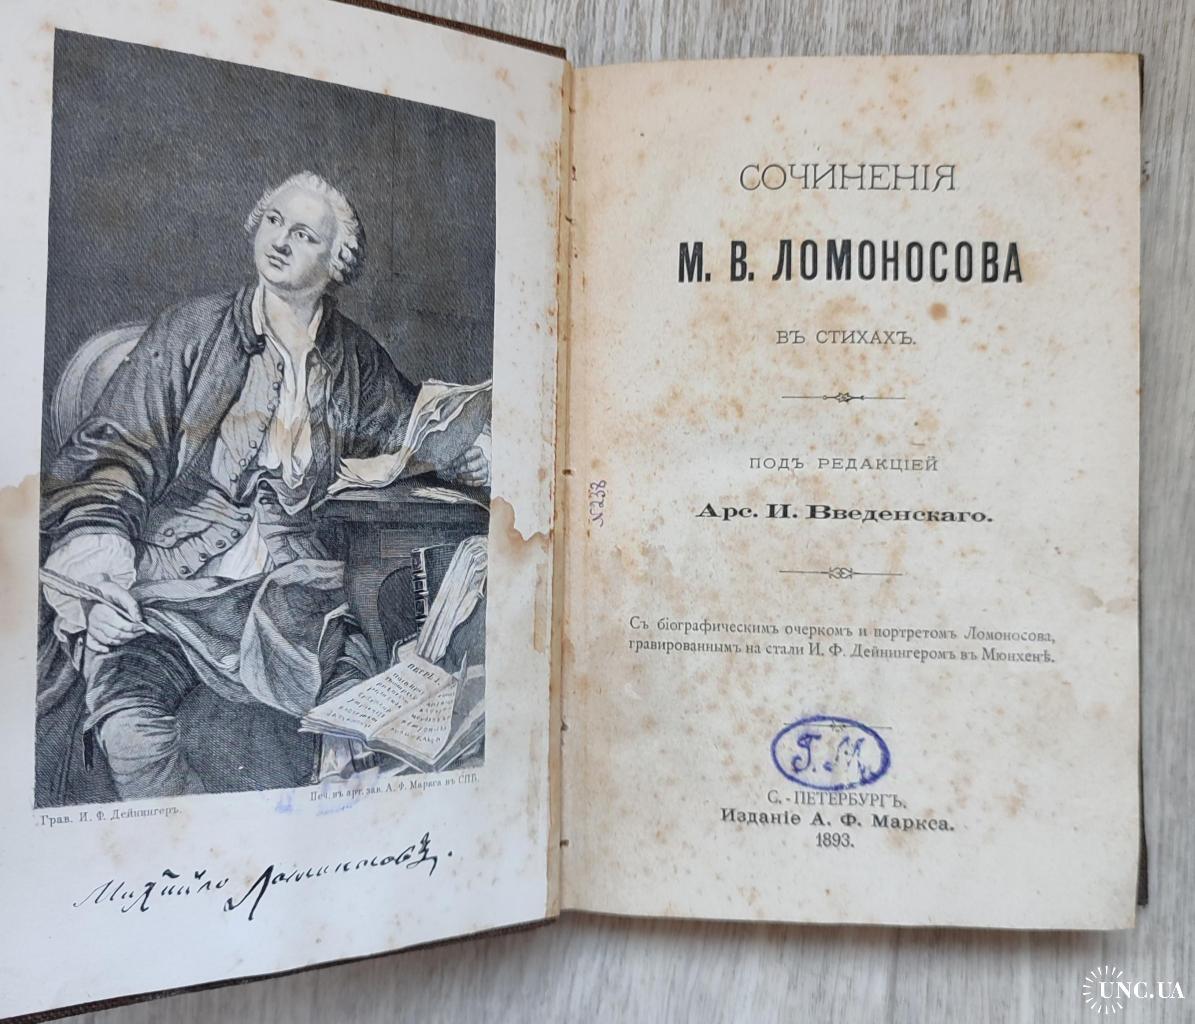 Грав. И. Ф. Дейнингеръ.
Печ. въ арт. зав. А. Ф. Маркса въ СПБ.
Михайло Ломоносовъ.
СОЧИНЕНІЯ
М. В. ЛОМОНОСОВА
ВЪ СТИХАХЪ.
ПОДЪ РЕДАКЦІЕЙ
Арс. И. Введенскаго.
№238
Съ біографическимъ очеркомъ и портретомъ Ломоносова,
гравированнымъ на стали И. Ф. Дейнингеромъ въ Мюнхенѣ.
Г. М.
С.-ПЕТЕРБУРГЪ.
Изданіе А. Ф. Маркса.
1893.
UNC.UA